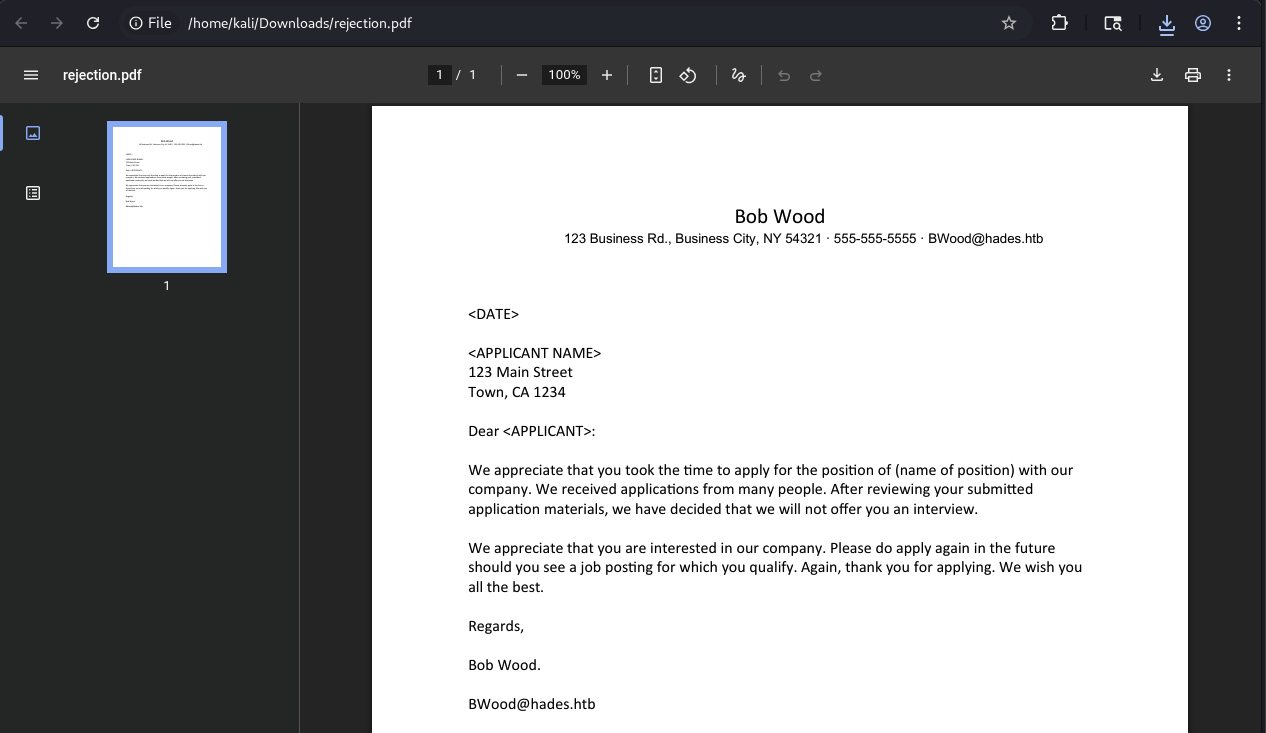 File /home/kali/Downloads/rejection.pdf
rejection.pdf
1 / 1
100%
1
Bob Wood
123 Business Rd., Business City, NY 54321 · 555-555-5555 · BWood@hades.htb
<DATE>
<APPLICANT NAME>
123 Main Street
Town, CA 1234
Dear <APPLICANT>:
We appreciate that you took the time to apply for the position of (name of position) with our
company. We received applications from many people. After reviewing your submitted
application materials, we have decided that we will not offer you an interview.
We appreciate that you are interested in our company. Please do apply again in the future
should you see a job posting for which you qualify. Again, thank you for applying. We wish you
all the best.
Regards,
Bob Wood.
BWood@hades.htb